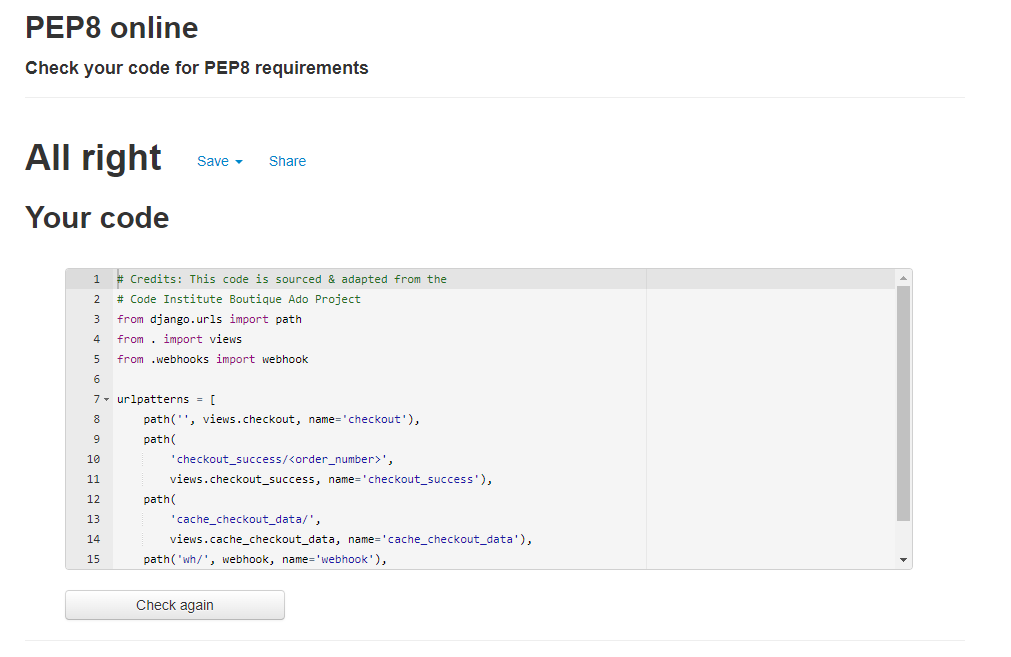 PEP8 online
Check your code for PEP8 requirements
All right Save Share
Your code
1 # Credits: This code is sourced & adapted from the
2 # Code Institute Boutique Ado Project
3 from django.urls import path
4 from . import views
5 from .webhooks import webhook
6
7 urlpatterns = [
8     path('', views.checkout, name='checkout'),
9     path(
10         'checkout_success/<order_number>',
11         views.checkout_success, name='checkout_success'),
12     path(
13         'cache_checkout_data/',
14         views.cache_checkout_data, name='cache_checkout_data'),
15     path('wh/', webhook, name='webhook'),
Check again